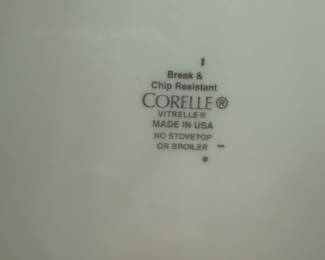 Break &
Chip Resistant
CORELLE®
VITRELLE®
MADE IN USA
NO STOVETOP
OR BROILER